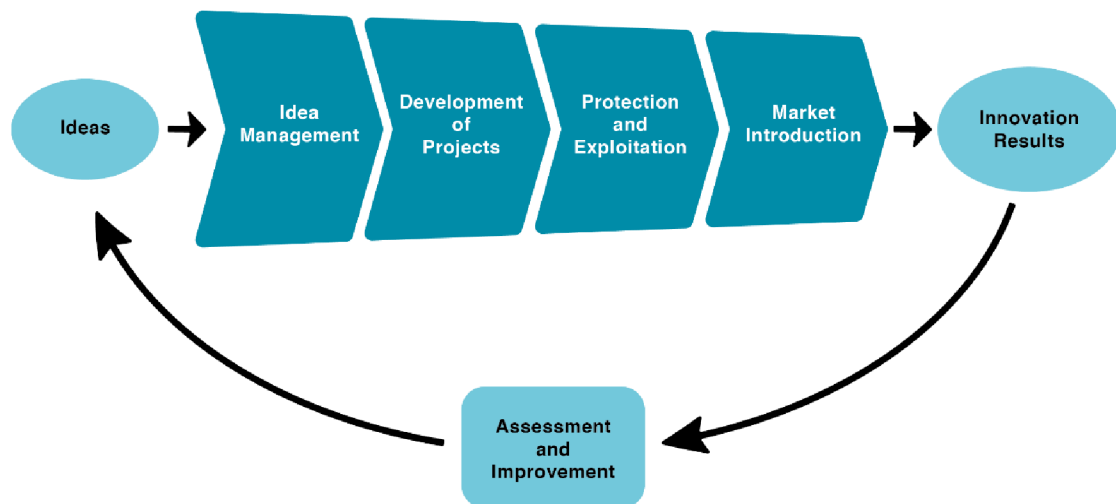 Ideas
Idea
Management
Development
of
Projects
Protection
and
Exploitation
Market
Introduction
Innovation
Results
Assessment
and
Improvement